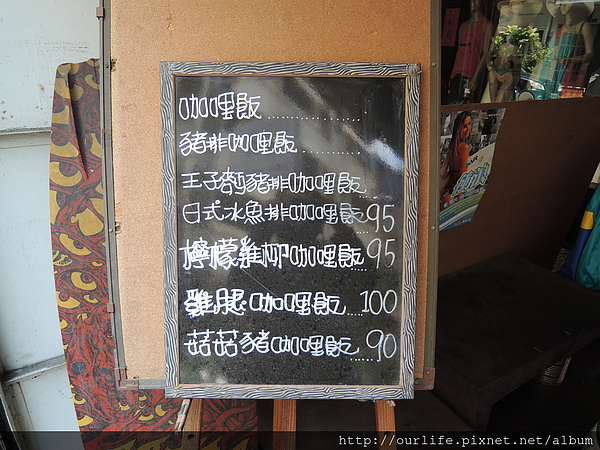 咖哩飯
豬排咖哩飯
王子麵豬排咖哩飯
日式冰魚排咖哩飯 95
檸檬雞柳咖哩飯 95
雞腿咖哩飯 100
菇菇豬咖哩飯 90
http://ourlife.pixnet.net/album